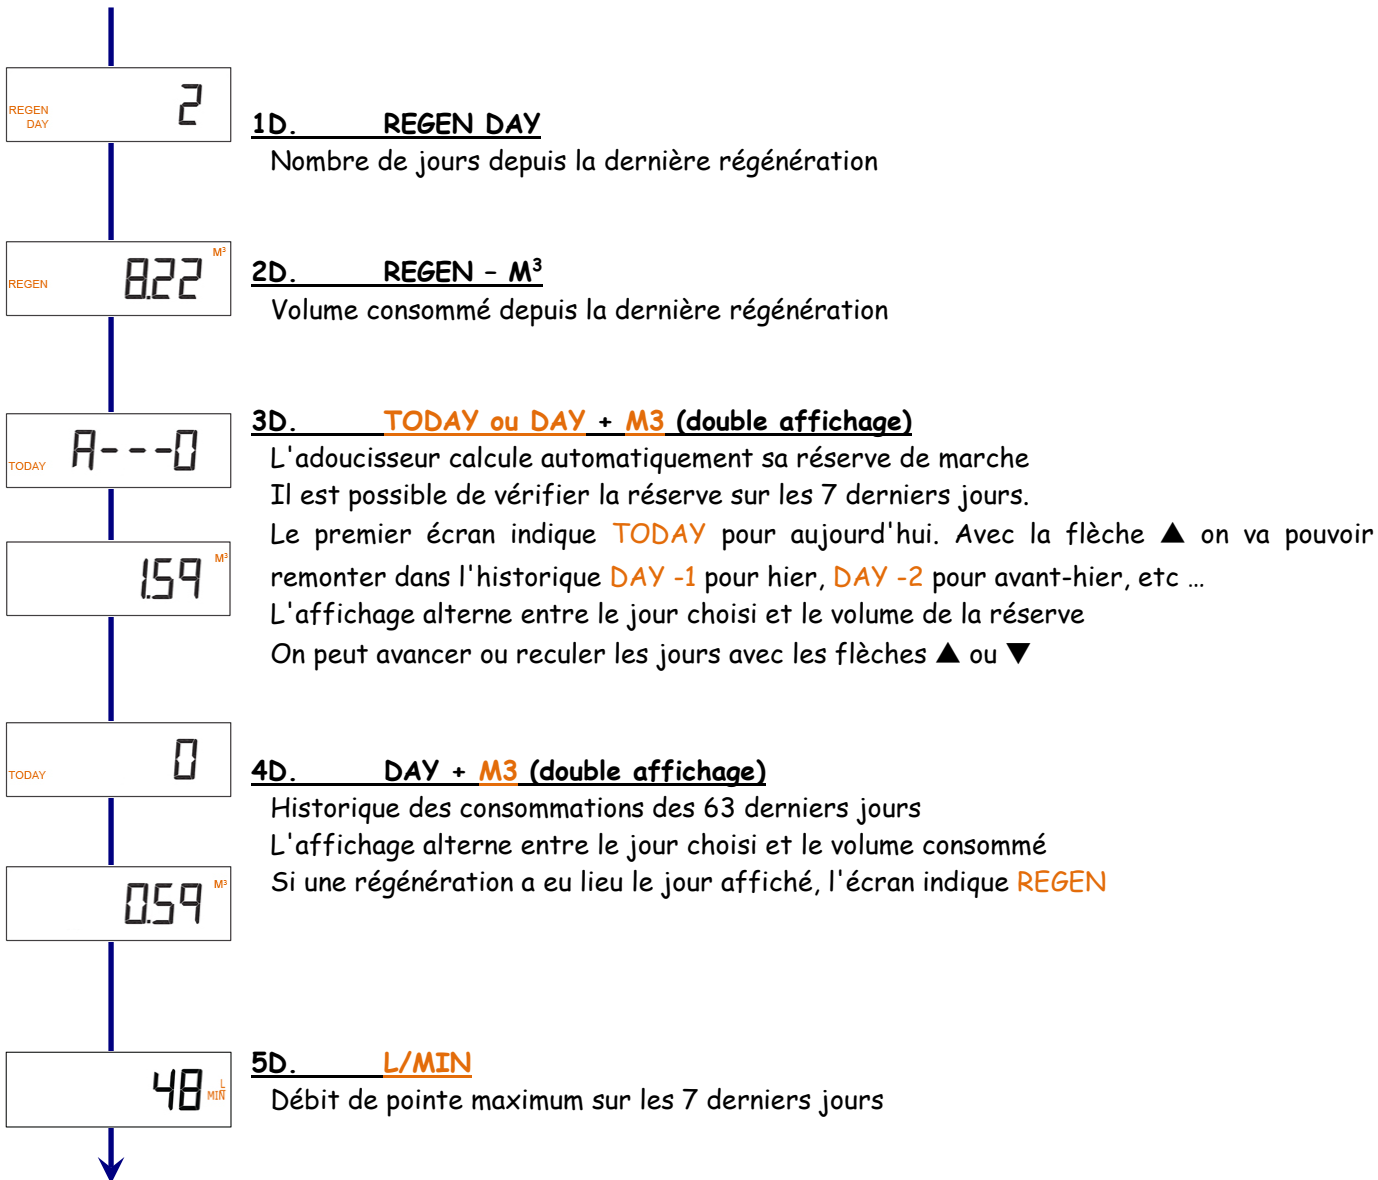 REGEN
DAY
2
1D. REGEN DAY
Nombre de jours depuis la dernière régénération
REGEN
8.22
M³
2D. REGEN – M³
Volume consommé depuis la dernière régénération
TODAY
A---0
1.59
M³
3D. TODAY ou DAY + M3 (double affichage)
L'adoucisseur calcule automatiquement sa réserve de marche
Il est possible de vérifier la réserve sur les 7 derniers jours.
Le premier écran indique TODAY pour aujourd'hui. Avec la flèche ▲ on va pouvoir
remonter dans l'historique DAY -1 pour hier, DAY -2 pour avant-hier, etc …
L'affichage alterne entre le jour choisi et le volume de la réserve
On peut avancer ou reculer les jours avec les flèches ▲ ou ▼
TODAY
0
0.59
M³
4D. DAY + M3 (double affichage)
Historique des consommations des 63 derniers jours
L'affichage alterne entre le jour choisi et le volume consommé
Si une régénération a eu lieu le jour affiché, l'écran indique REGEN
48
L
MIN
5D. L/MIN
Débit de pointe maximum sur les 7 derniers jours